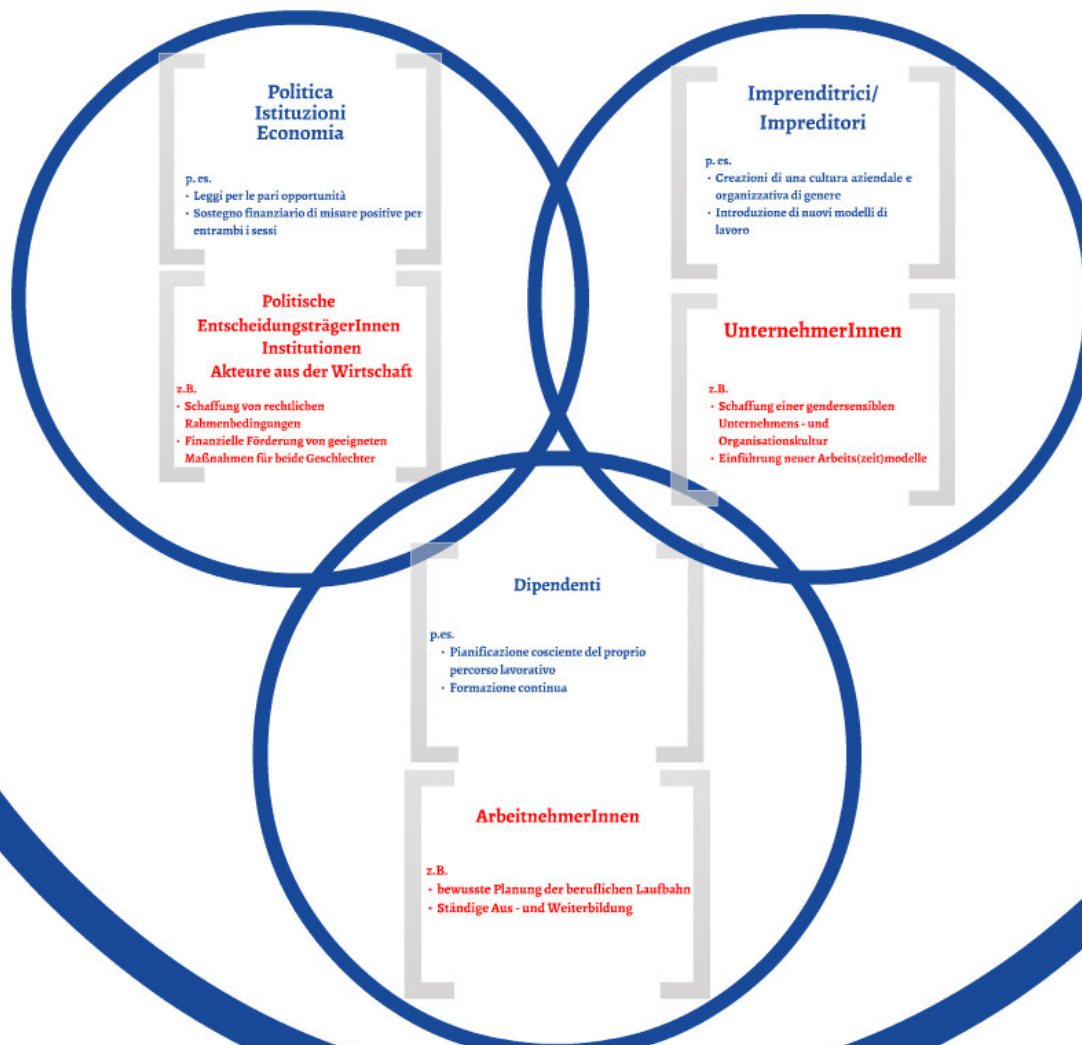 Politica
Istituzioni
Economia
p. es.
· Leggi per le pari opportunità
· Sostegno finanziario di misure positive per
entrambi i sessi
Politische
EntscheidungsträgerInnen
Institutionen
Akteure aus der Wirtschaft
z.B.
· Schaffung von rechtlichen
Rahmenbedingungen
· Finanzielle Förderung von geeigneten
Maßnahmen für beide Geschlechter
Imprenditrici/
Impreditori
p. es.
· Creazioni di una cultura aziendale e
organizzativa di genere
· Introduzione di nuovi modelli di
lavoro
UnternehmerInnen
z.B.
· Schaffung einer gendersensiblen
Unternehmens - und
Organisationskultur
· Einführung neuer Arbeits(zeit)modelle
Dipendenti
p.es.
· Pianificazione cosciente del proprio
percorso lavorativo
· Formazione continua
ArbeitnehmerInnen
z.B.
· bewusste Planung der beruflichen Laufbahn
· Ständige Aus - und Weiterbildung